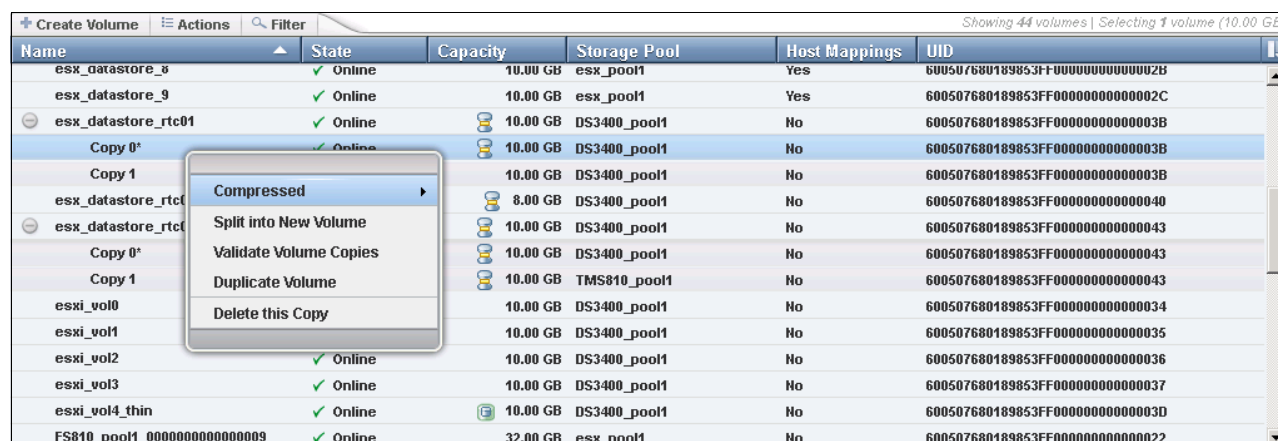 Create Volume Actions Filter Showing 44 volumes | Selecting 1 volume (10.00 GB
Name State Capacity Storage Pool Host Mappings UID
esx_datastore_8 Online 10.00 GB esx_pool1 Yes 600507680189853FF00000000000002B
esx_datastore_9 Online 10.00 GB esx_pool1 Yes 600507680189853FF00000000000002C
esx_datastore_rtc01 Online 10.00 GB DS3400_pool1 No 600507680189853FF00000000000003B
Copy 0* Online 10.00 GB DS3400_pool1 No 600507680189853FF00000000000003B
Copy 1 10.00 GB DS3400_pool1 No 600507680189853FF00000000000003B
Compressed
esx_datastore_rtc 8.00 GB DS3400_pool1 No 600507680189853FF000000000000040
Split into New Volume
esx_datastore_rtc 10.00 GB DS3400_pool1 No 600507680189853FF000000000000043
Copy 0* 10.00 GB DS3400_pool1 No 600507680189853FF000000000000043
Validate Volume Copies
Copy 1 10.00 GB TMS810_pool1 No 600507680189853FF000000000000043
Duplicate Volume
esxi_vol0 10.00 GB DS3400_pool1 No 600507680189853FF000000000000034
Delete this Copy
esxi_vol1 10.00 GB DS3400_pool1 No 600507680189853FF000000000000035
esxi_vol2 Online 10.00 GB DS3400_pool1 No 600507680189853FF000000000000036
esxi_vol3 Online 10.00 GB DS3400_pool1 No 600507680189853FF000000000000037
esxi_vol4_thin Online 10.00 GB DS3400_pool1 No 600507680189853FF00000000000003D
FS810_pool1_0000000000000009 Online 32.00 GB esx_pool1 No 600507680189853FF000000000000022